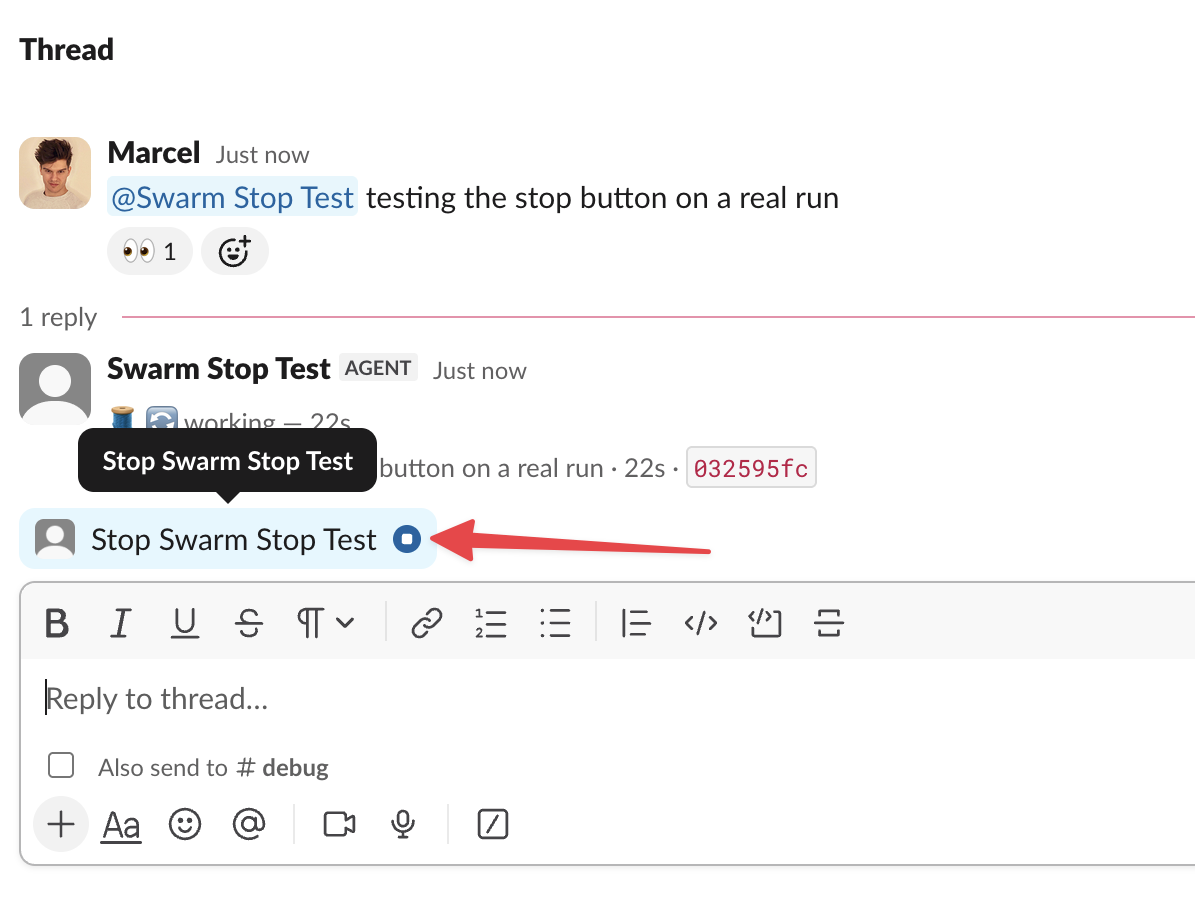 Thread
Marcel Just now
@Swarm Stop Test testing the stop button on a real run
1
1 reply
Swarm Stop Test AGENT Just now
working — 22s
Stop Swarm Stop Test
button on a real run · 22s · 032595fc
Stop Swarm Stop Test
B I U S
Reply to thread...
Also send to # debug
Aa @